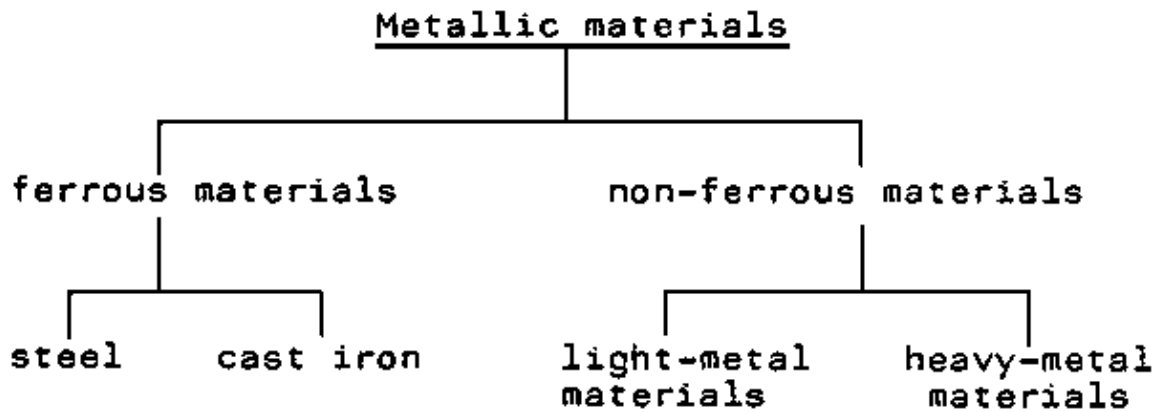 Metallic materials
ferrous materials
non-ferrous materials
steel
cast iron
light-metal
materials
heavy-metal
materials